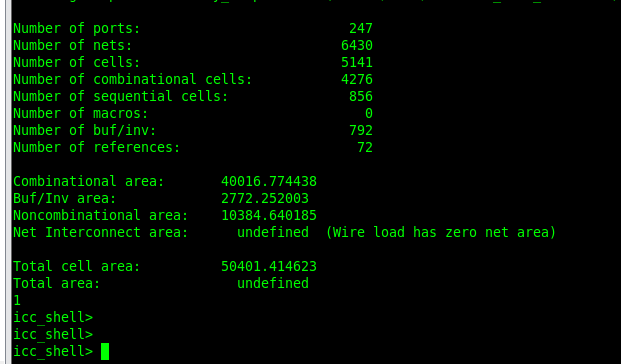 Number of ports: 247
Number of nets: 6430
Number of cells: 5141
Number of combinational cells: 4276
Number of sequential cells: 856
Number of macros: 0
Number of buf/inv: 792
Number of references: 72
Combinational area: 40016.774438
Buf/Inv area: 2772.252003
Noncombinational area: 10384.640185
Net Interconnect area: undefined (Wire load has zero net area)
Total cell area: 50401.414623
Total area: undefined
1
icc_shell>
icc_shell>
icc_shell>